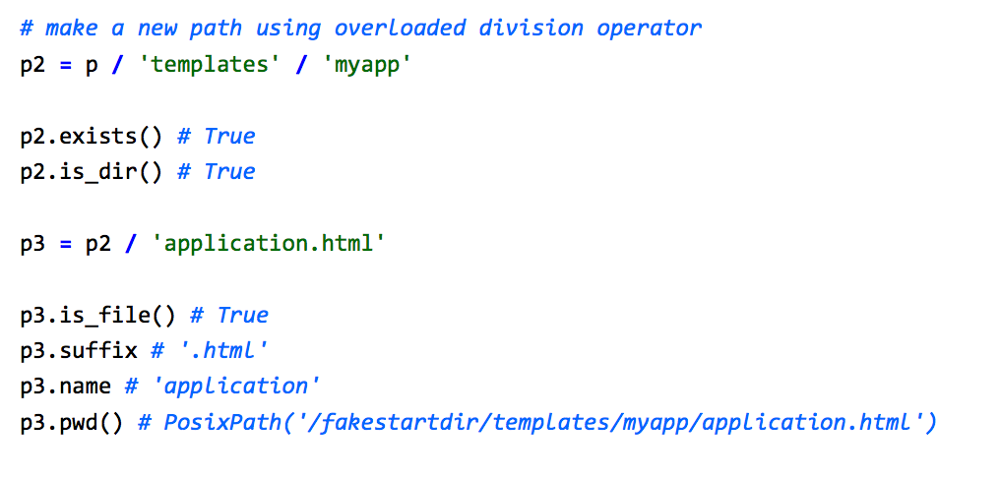 # make a new path using overloaded division operator
p2 = p / 'templates' / 'myapp'
p2.exists() # True
p2.is_dir() # True
p3 = p2 / 'application.html'
p3.is_file() # True
p3.suffix # '.html'
p3.name # 'application'
p3.pwd() # PosixPath('/fakestartdir/templates/myapp/application.html')